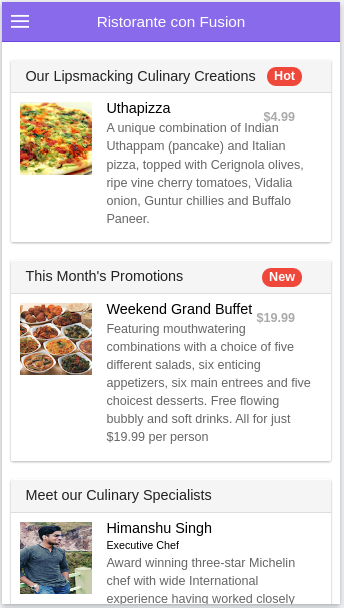 Ristorante con Fusion
Our Lipsmacking Culinary Creations Hot
Uthapizza
$4.99
A unique combination of Indian
Uthappam (pancake) and Italian
pizza, topped with Cerignola olives,
ripe vine cherry tomatoes, Vidalia
onion, Guntur chillies and Buffalo
Paneer.
This Month's Promotions New
Weekend Grand Buffet
$19.99
Featuring mouthwatering
combinations with a choice of five
different salads, six enticing
appetizers, six main entrees and five
choicest desserts. Free flowing
bubbly and soft drinks. All for just
$19.99 per person
Meet our Culinary Specialists
Himanshu Singh
Executive Chef
Award winning three-star Michelin
chef with wide International
experience having worked closely